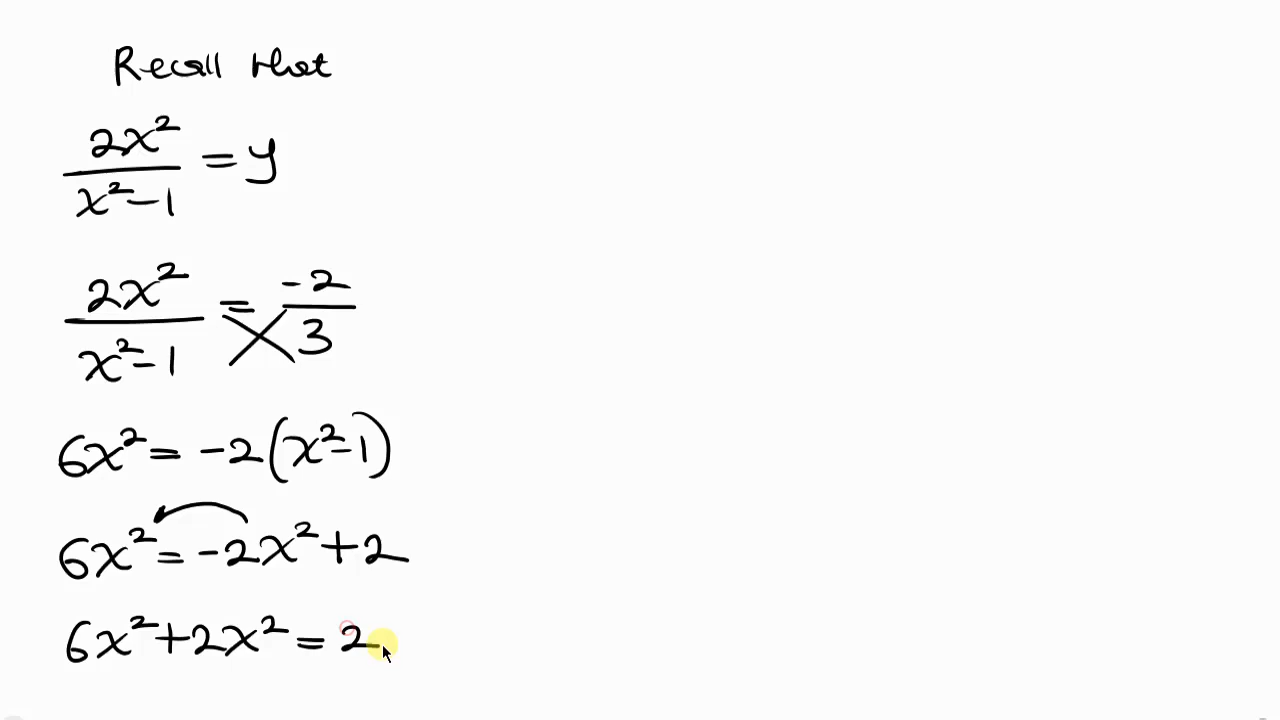 Recall that
2x²/(x²-1) = y
2x²/(x²-1) = -2/3
6x² = -2(x²-1)
6x² = -2x²+2
6x²+2x² = 2